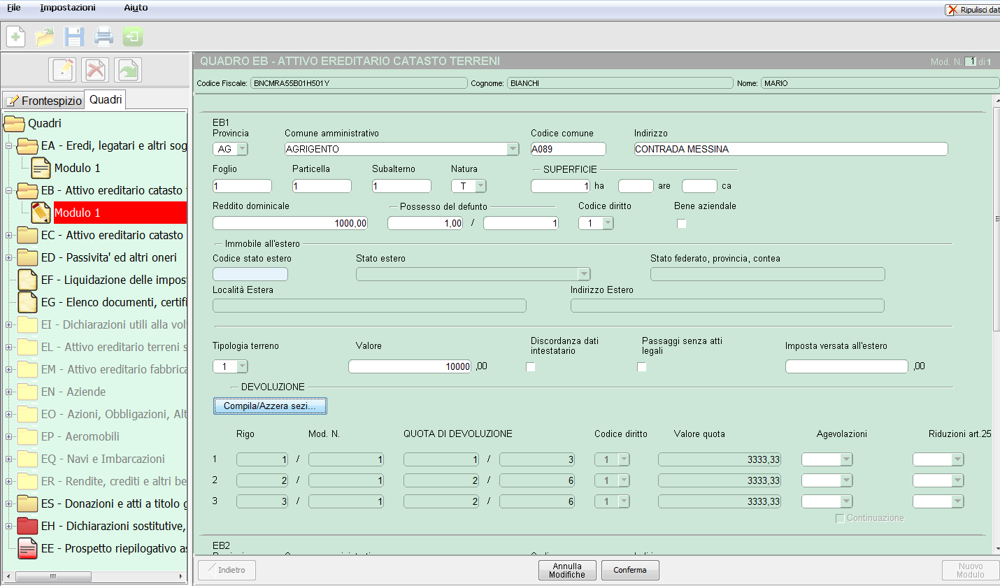 File Impostazioni Aiuto
Ripulisci dat
QUADRO EB - ATTIVO EREDITARIO CATASTO TERRENI
Mod. N. 1 di 1
Codice Fiscale: BNCMRA55B01H501Y Cognome: BIANCHI Nome: MARIO
Frontespizio Quadri
Quadri
EA - Eredi, legatari e altri sog
Modulo 1
EB - Attivo ereditario catasto
Modulo 1
EC - Attivo ereditario catasto
ED - Passivita' ed altri oneri
EF - Liquidazione delle impost
EG - Elenco documenti, certifi
EI - Dichiarazioni utili alla volt
EL - Attivo ereditario terreni s
EM - Attivo ereditario fabbrica
EN - Aziende
EO - Azioni, Obbligazioni, Alt
EP - Aeromobili
EQ - Navi e Imbarcazioni
ER - Rendite, crediti e altri be
ES - Donazioni e atti a titolo g
EH - Dichiarazioni sostitutive,
EE - Prospetto riepilogativo as
EB1
Provincia Comune amministrativo Codice comune Indirizzo
AG AGRIGENTO A089 CONTRADA MESSINA
Foglio Particella Subalterno Natura SUPERFICIE
1 1 1 T 1 ha are ca
Reddito dominicale Possesso del defunto Codice diritto Bene aziendale
1000,00 1,00 / 1 1
Immobile all'estero
Codice stato estero Stato estero Stato federato, provincia, contea
Località Estera Indirizzo Estero
Tipologia terreno Valore Discordanza dati intestatario Passaggi senza atti legali Imposta versata all'estero
1 10000 ,00 ,00
DEVOLUZIONE
Compila/Azzera sezi...
Rigo Mod. N. QUOTA DI DEVOLUZIONE Codice diritto Valore quota Agevolazioni Riduzioni art.25
1 1 / 1 1 / 3 1 3333,33
2 2 / 1 2 / 6 1 3333,33
3 3 / 1 2 / 6 1 3333,33
Continuazione
EB2
Indietro Annulla Modifiche Conferma Nuovo Modulo